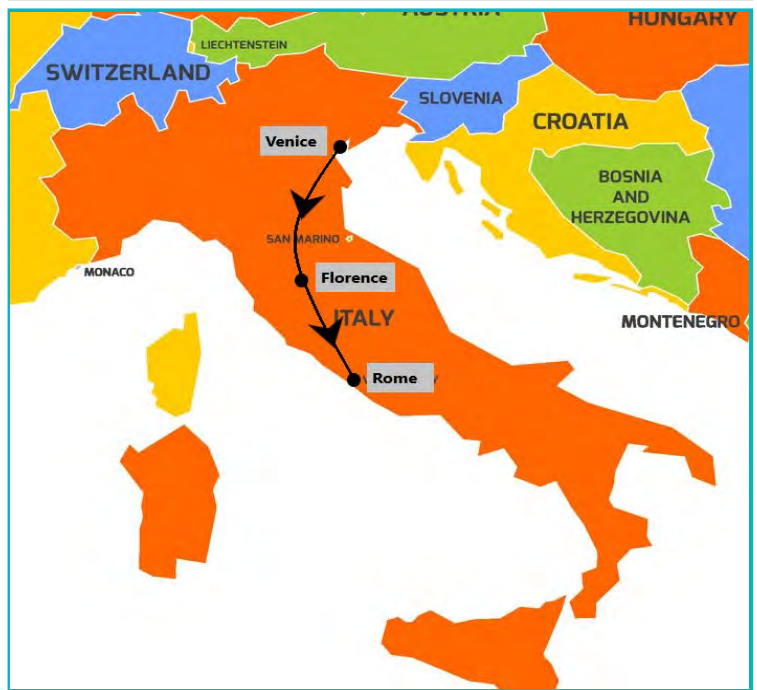 AUSTRIA
HUNGARY
LIECHTENSTEIN
SWITZERLAND
SLOVENIA
CROATIA
Venice
BOSNIA
AND
HERZEGOVINA
SAN MARINO
MONACO
Florence
ITALY
MONTENEGRO
Rome